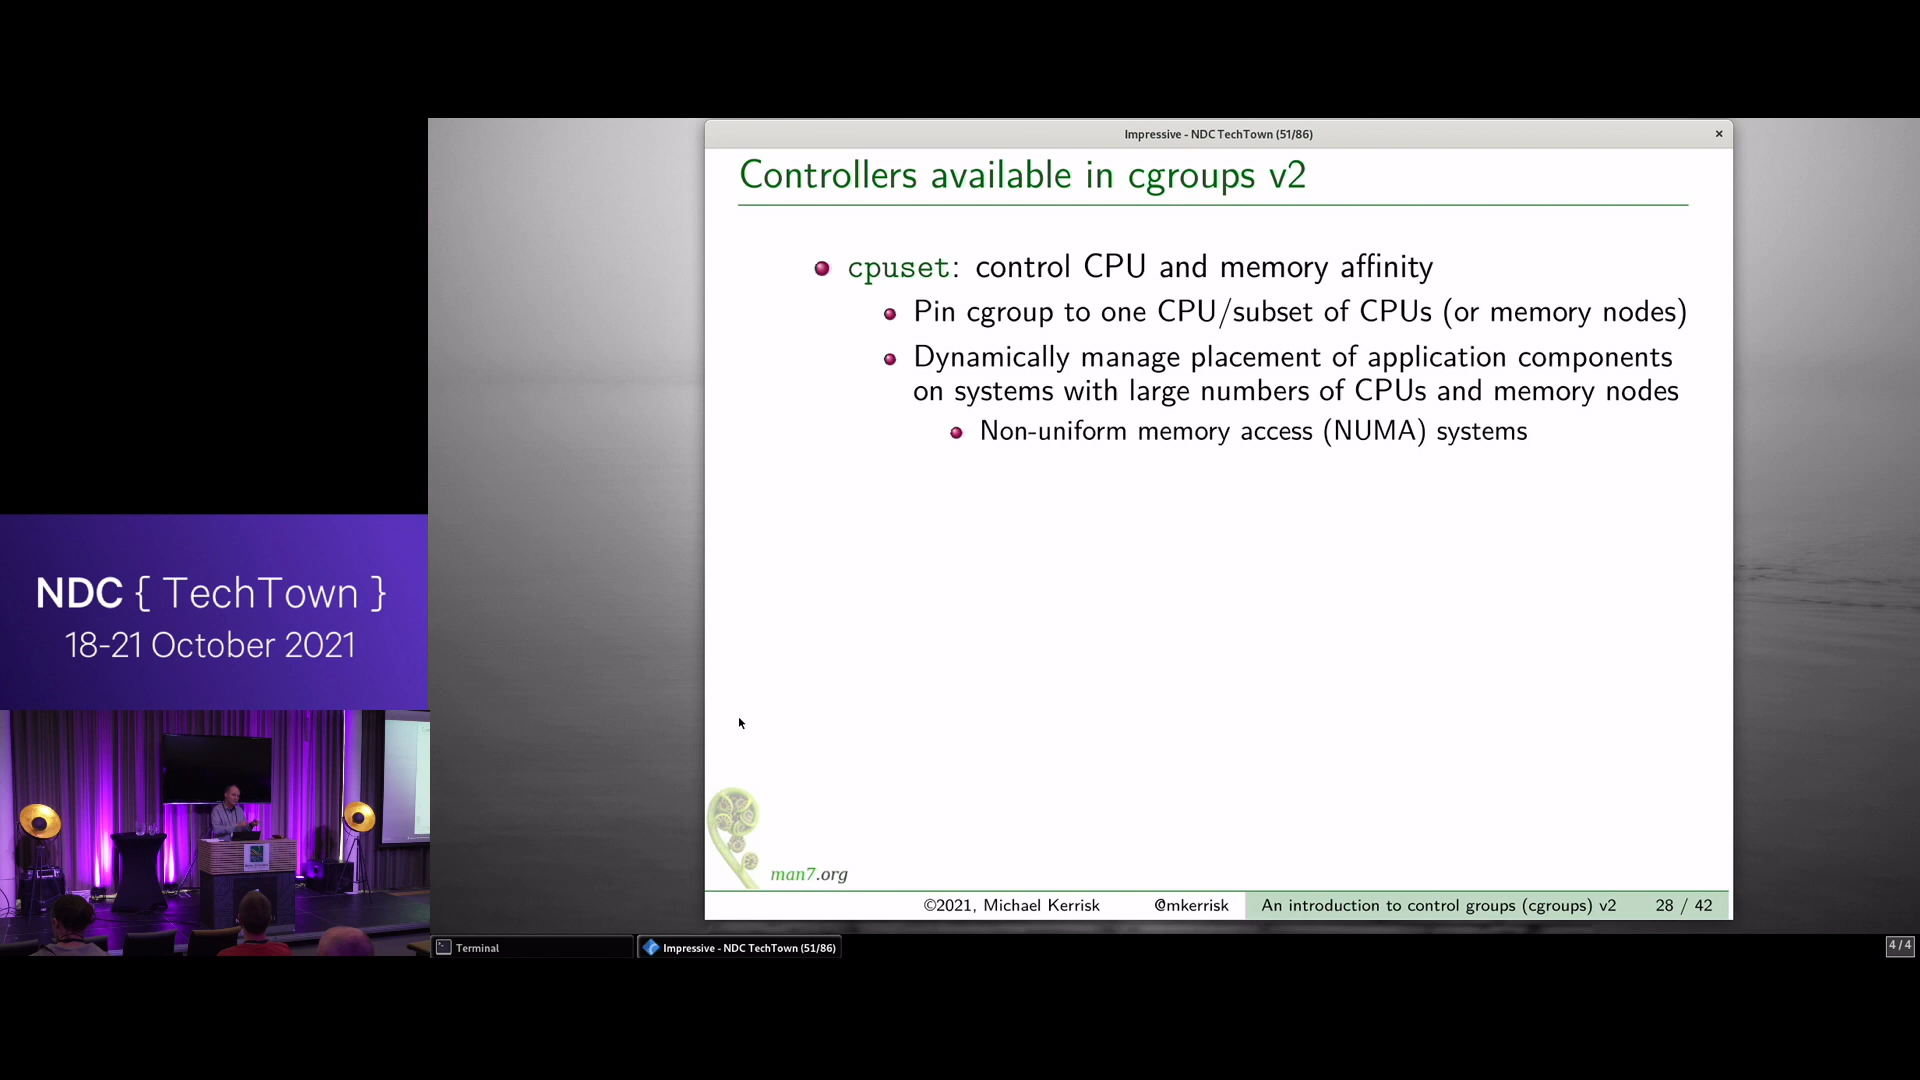 Impressive - NDC TechTown (51/86)
Controllers available in cgroups v2
cpuset: control CPU and memory affinity
Pin cgroup to one CPU/subset of CPUs (or memory nodes)
Dynamically manage placement of application components
on systems with large numbers of CPUs and memory nodes
Non-uniform memory access (NUMA) systems
NDC { TechTown }
18-21 October 2021
man7.org
©2021, Michael Kerrisk @mkerrisk An introduction to control groups (cgroups) v2 28 / 42
Terminal Impressive - NDC TechTown (51/86) 4/4